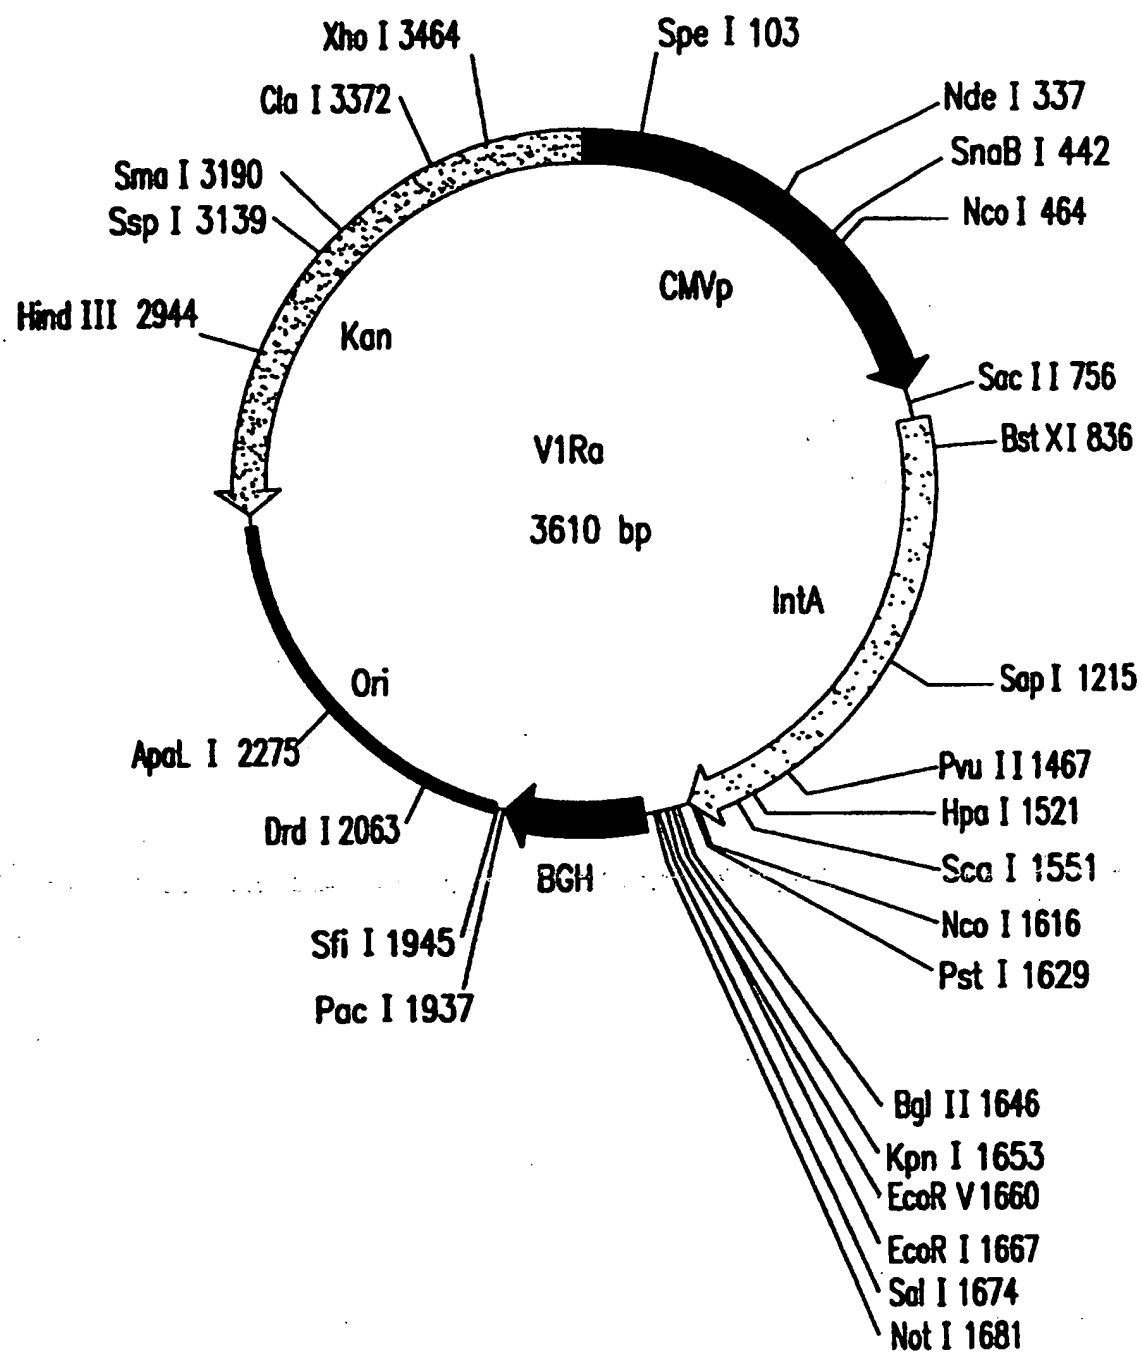 Xho I 3464
Spe I 103
Cla I 3372
Nde I 337
SnaB I 442
Sma I 3190
Ssp I 3139
Nco I 464
CMVp
Hind III 2944
Kan
Sac II 756
V1Ra
Bst XI 836
3610 bp
IntA
Ori
Sap I 1215
ApaL I 2275
Pvu II 1467
Hpa I 1521
Drd I 2063
BGH
Sca I 1551
Nco I 1616
Sfi I 1945
Pst I 1629
Pac I 1937
Bgl II 1646
Kpn I 1653
EcoR V 1660
EcoR I 1667
Sal I 1674
Not I 1681